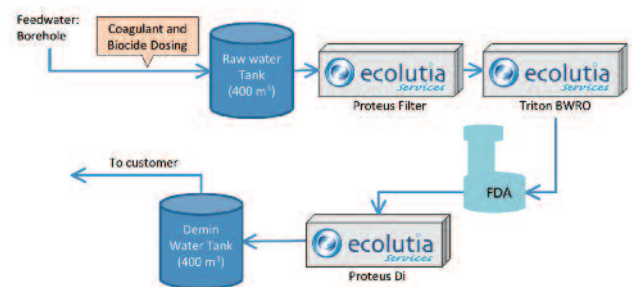 Feedwater:
Borehole
Coagulant and
Biocide Dosing
Raw water
Tank
(400 m³)
ecolutia
Services
Proteus Filter
ecolutia
Services
Triton BWRO
FDA
To customer
Demin
Water Tank
(400 m³)
ecolutia
Services
Proteus Di